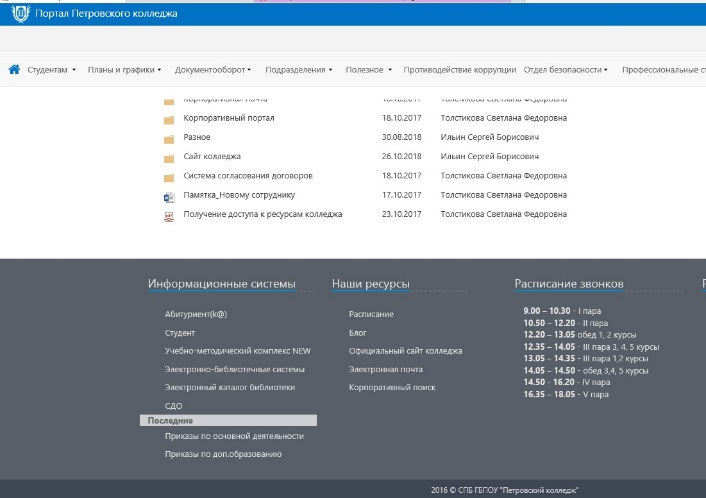 Портал Петровского колледжа
Студентам Планы и графики Документооборот Подразделения Полезное Противодействие коррупции Отдел безопасности Профессиональные
Корпоративная почта 18.10.2017 Толстикова Светлана Федоровна
Корпоративный портал 18.10.2017 Толстикова Светлана Федоровна
Разное 30.08.2018 Ильин Сергей Борисович
Сайт колледжа 26.10.2018 Ильин Сергей Борисович
Система согласования договоров 18.10.2017 Толстикова Светлана Федоровна
Памятка_Новому сотруднику 17.10.2017 Толстикова Светлана Федоровна
Получение доступа к ресурсам колледжа 23.10.2017 Толстикова Светлана Федоровна
Информационные системы
Абитуриент(k@)
Студент
Учебно-методический комплекс NEW
Электронно-библиотечные системы
Электронный каталог библиотеки
СДО
Последние
Приказы по основной деятельности
Приказы по доп.образованию
Наши ресурсы
Расписание
Блог
Официальный сайт колледжа
Электронная почта
Корпоративный поиск
Расписание звонков
9.00 – 10.30 - I пара
10.50 – 12.20 - II пара
12.20 – 13.05 обед 1, 2 курсы
12.35 – 14.05 - III пара 3, 4, 5 курсы
13.05 – 14.35 - III пара 1,2 курсы
14.05 – 14.50 - обед 3,4, 5 курсы
14.50 - 16.20 - IV пара
16.35 – 18.05 - V пара
2016 © СПБ ГБПОУ "Петровский колледж"